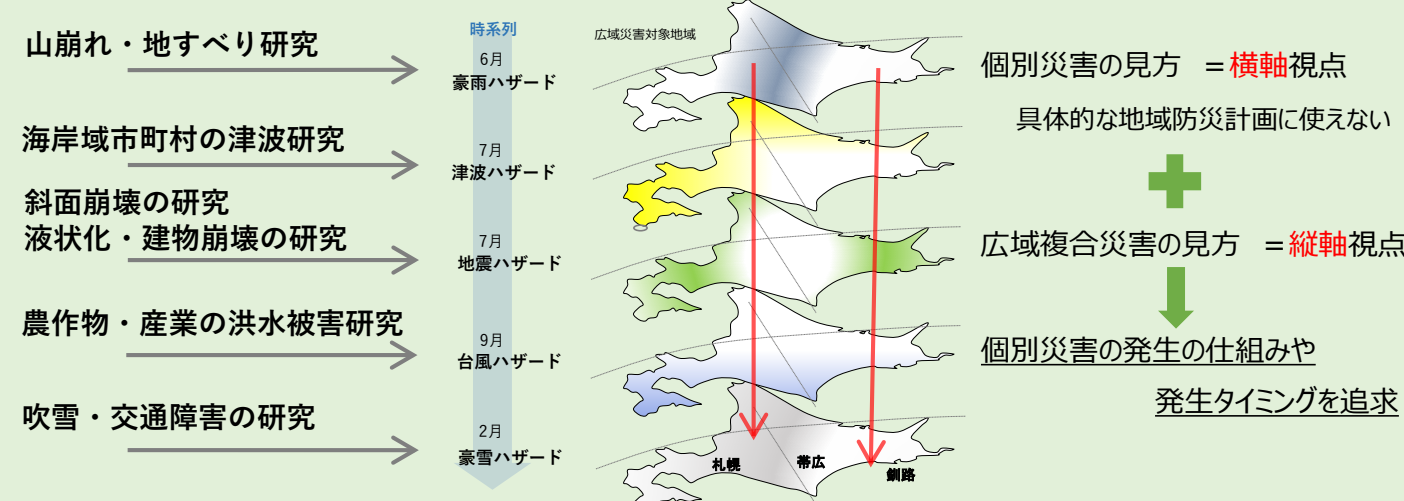 山崩れ・地すべり研究
海岸域市町村の津波研究
斜面崩壊の研究
液状化・建物崩壊の研究
農作物・産業の洪水被害研究
吹雪・交通障害の研究
時系列
6月
豪雨ハザード
7月
津波ハザード
7月
地震ハザード
9月
台風ハザード
2月
豪雪ハザード
広域災害対象地域
札幌
帯広
釧路
個別災害の見方 =横軸視点
具体的な地域防災計画に使えない
広域複合災害の見方 =縦軸視点
個別災害の発生の仕組みや
発生タイミングを追求